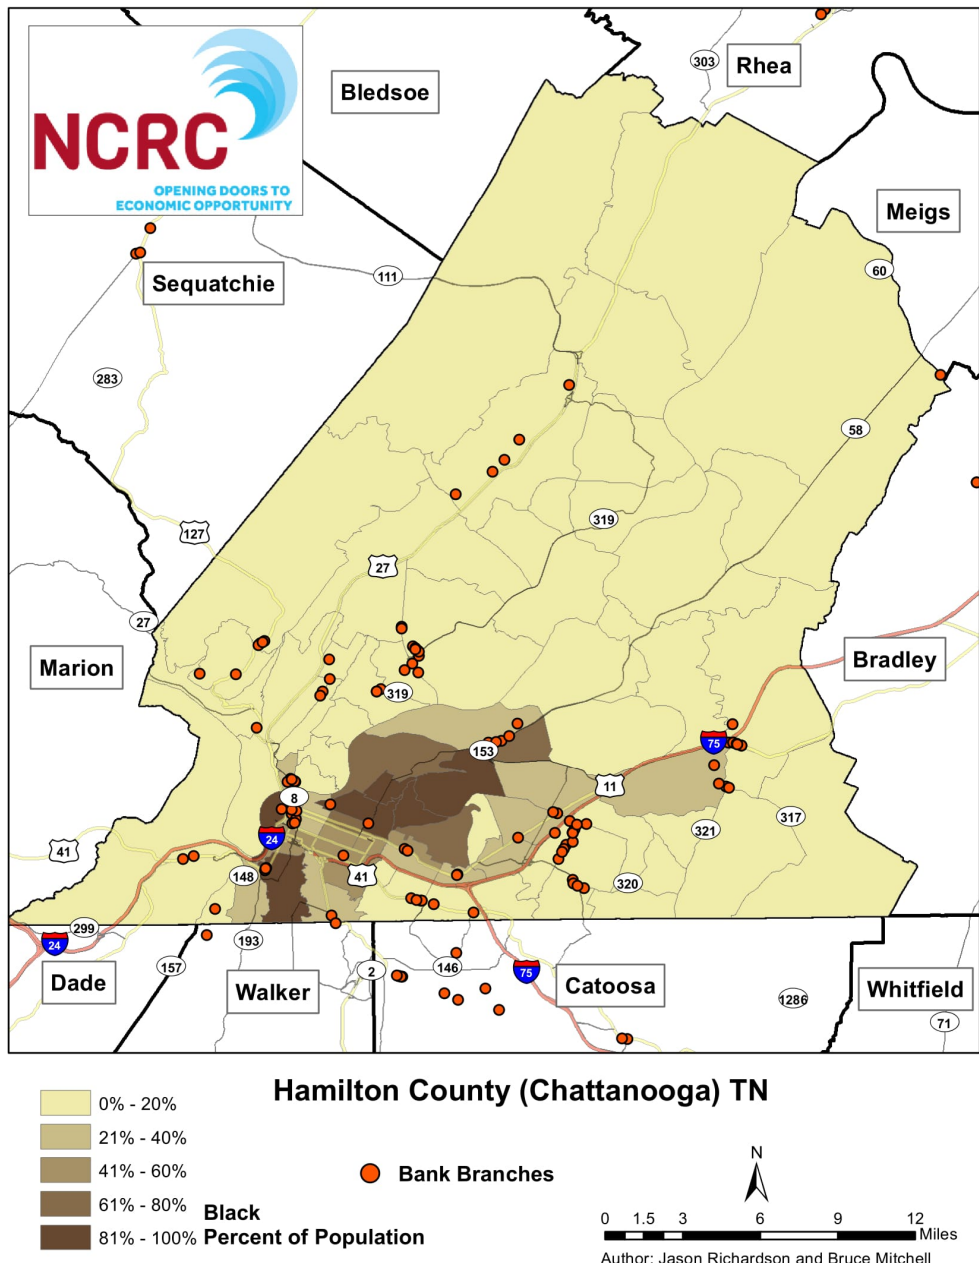 NCRC
OPENING DOORS TO
ECONOMIC OPPORTUNITY
Bledsoe
303
Rhea
Meigs
60
Sequatchie
111
283
58
319
127
27
27
Marion
Bradley
319
153
75
11
8
24
317
321
41
148
41
320
299
24
193
157
2
146
75
Dade
Walker
Catoosa
1286
Whitfield
71
Hamilton County (Chattanooga) TN
0% - 20%
21% - 40%
41% - 60%
61% - 80%
81% - 100%
Black
Percent of Population
Bank Branches
N
0 1.5 3 6 9 12
Miles
Author: Jason Richardson and Bruce Mitchell